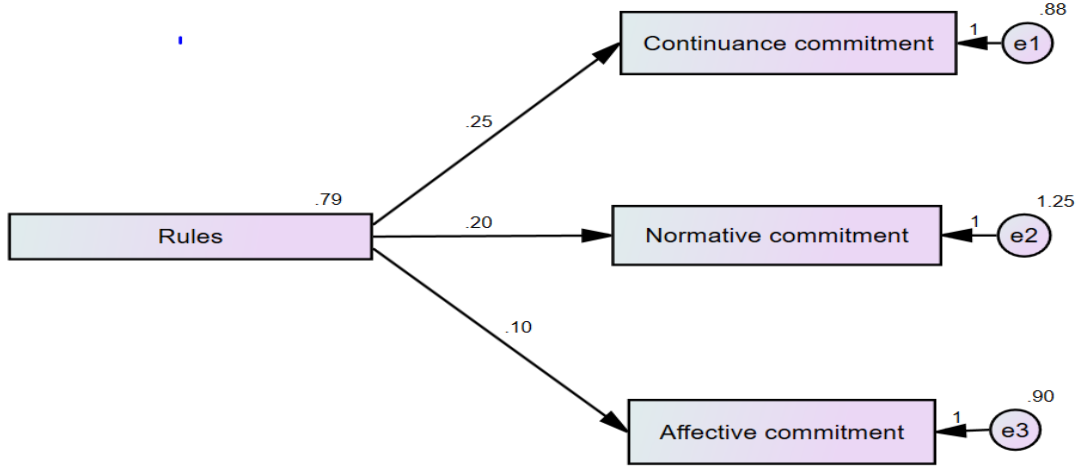 .88
Continuance commitment
1
e1
.25
.79
Rules
.20
1.25
Normative commitment
1
e2
.10
.90
Affective commitment
1
e3